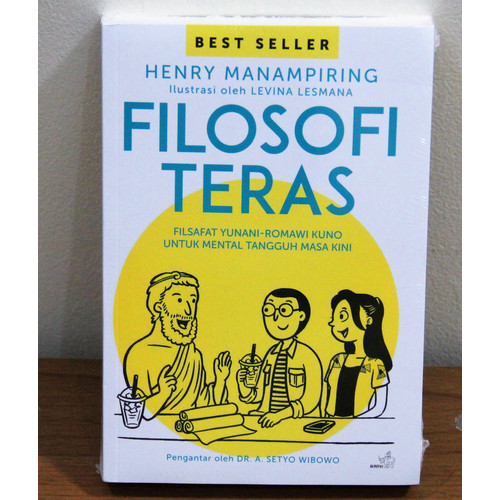 BEST SELLER
HENRY MANAMPIRING
Ilustrasi oleh LEVINA LESMANA
FILOSOFI
TERAS
FILSAFAT YUNANI-ROMAWI KUNO
UNTUK MENTAL TANGGUH MASA KINI
Pengantar oleh DR. A. SETYO WIBOWO